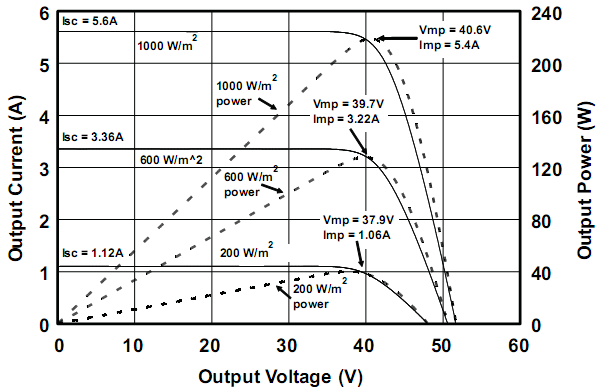 Isc = 5.6A
1000 W/m2
Vmp = 40.6V
Imp = 5.4A
1000 W/m2
power
Vmp = 39.7V
Imp = 3.22A
Isc = 3.36A
600 W/m^2
600 W/m2
power
Vmp = 37.9V
Imp = 1.06A
Isc = 1.12A
200 W/m2
200 W/m2
power
6
5
4
3
2
1
0
Output Current (A)
240
200
160
120
80
40
0
Output Power (W)
0
10
20
30
40
50
60
Output Voltage (V)